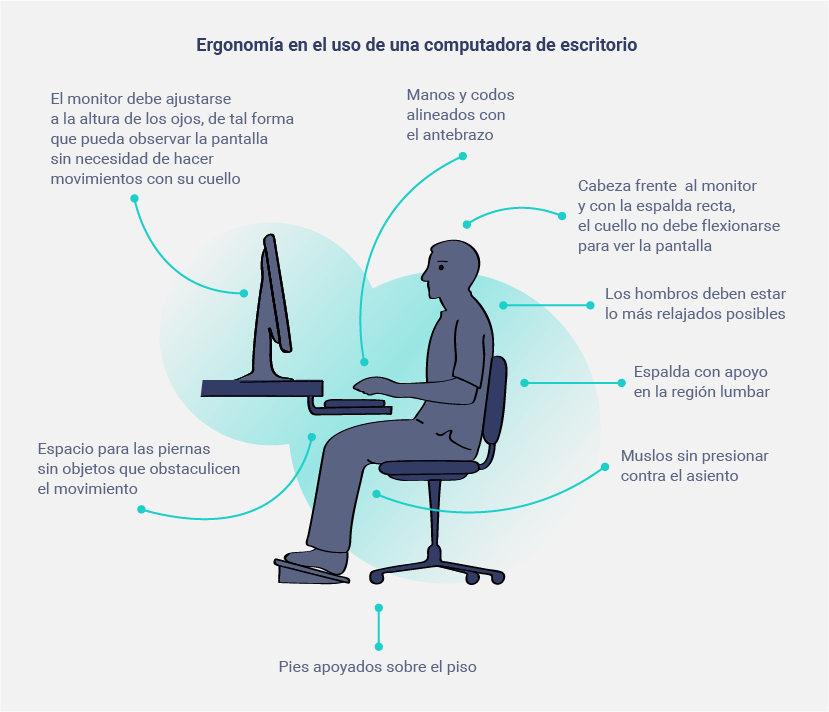 Ergonomía en el uso de una computadora de escritorio
El monitor debe ajustarse
a la altura de los ojos, de tal forma
que pueda observar la pantalla
sin necesidad de hacer
movimientos con su cuello
Manos y codos
alineados con
el antebrazo
Cabeza frente al monitor
y con la espalda recta,
el cuello no debe flexionarse
para ver la pantalla
Los hombros deben estar
lo más relajados posibles
Espalda con apoyo
en la región lumbar
Espacio para las piernas
sin objetos que obstaculicen
el movimiento
Muslos sin presionar
contra el asiento
Pies apoyados sobre el piso